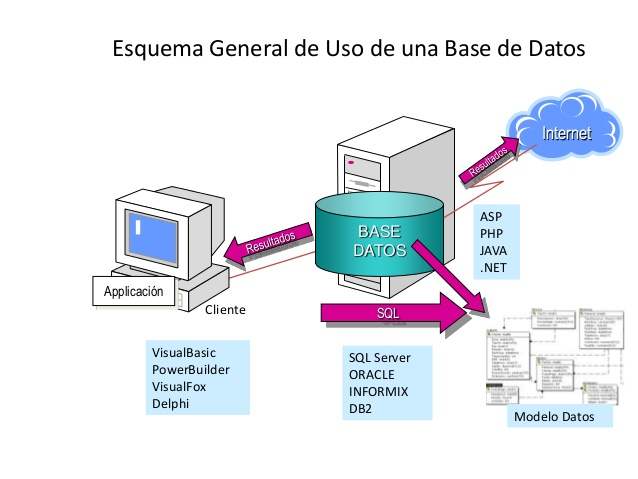 Esquema General de Uso de una Base de Datos
Internet
Resultados
ASP
PHP
JAVA
.NET
BASE
DATOS
Resultados
Aplicación
Cliente
SQL
VisualBasic
PowerBuilder
VisualFox
Delphi
SQL Server
ORACLE
INFORMIX
DB2
Modelo Datos